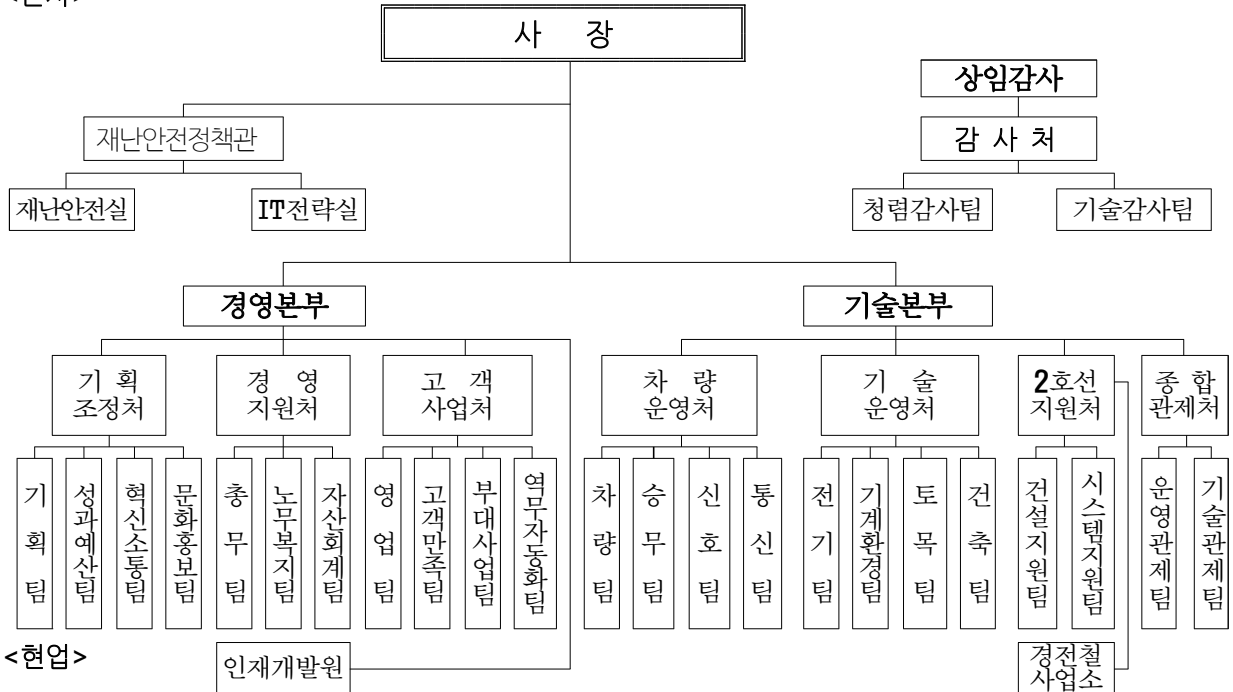 사 장
상임감사
재난안전정책관
감 사 처
재난안전실
IT전략실
청렴감사팀
기술감사팀
경영본부
기술본부
기 획
조정처
경 영
지원처
고 객
사업처
차 량
운영처
기 술
운영처
2호선
지원처
종 합
관제처
기획팀
성과예산팀
혁신소통팀
문화홍보팀
총무팀
노무복지팀
자산회계팀
영업팀
고객만족팀
부대사업팀
역무자동화팀
차량팀
승무팀
신호팀
통신팀
전기팀
기계환경팀
토목팀
건축팀
건설지원팀
시스템지원팀
운영관제팀
기술관제팀
<현업>
인재개발원
경전철
사업소